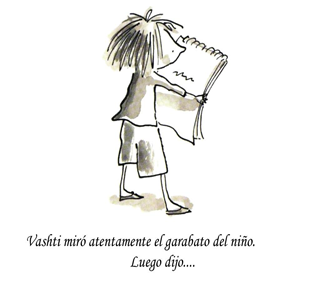 Vashti miró atentamente el garabato del niño.
Luego dijo....